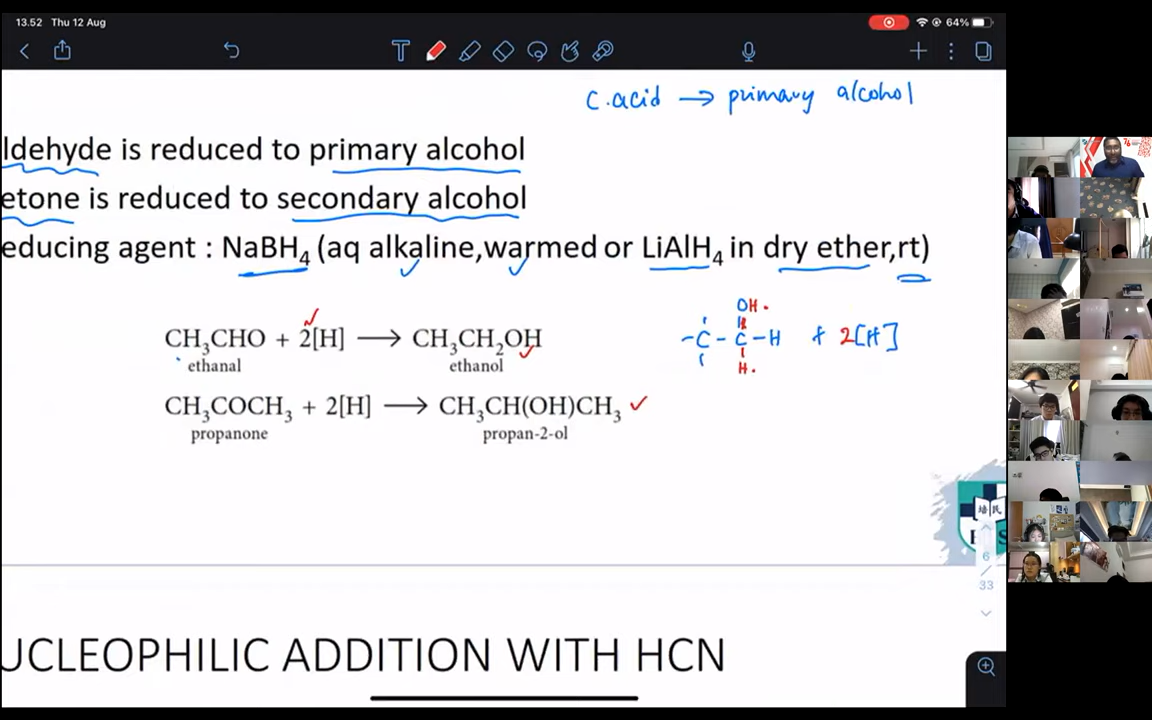 13.52 Thu 12 Aug
64%
c.acid → primary alcohol
ldehyde is reduced to primary alcohol
etone is reduced to secondary alcohol
educing agent : NaBH₄ (aq alkaline,warmed or LiAlH₄ in dry ether,rt)
OH
CH₃CHO + 2[H] ⟶ CH₃CH₂OH
-C-C-H + 2[H]
ethanal ethanol
H
CH₃COCH₃ + 2[H] ⟶ CH₃CH(OH)CH₃
propanone propan-2-ol
培 民
6
/
33
UCLEOPHILIC ADDITION WITH HCN